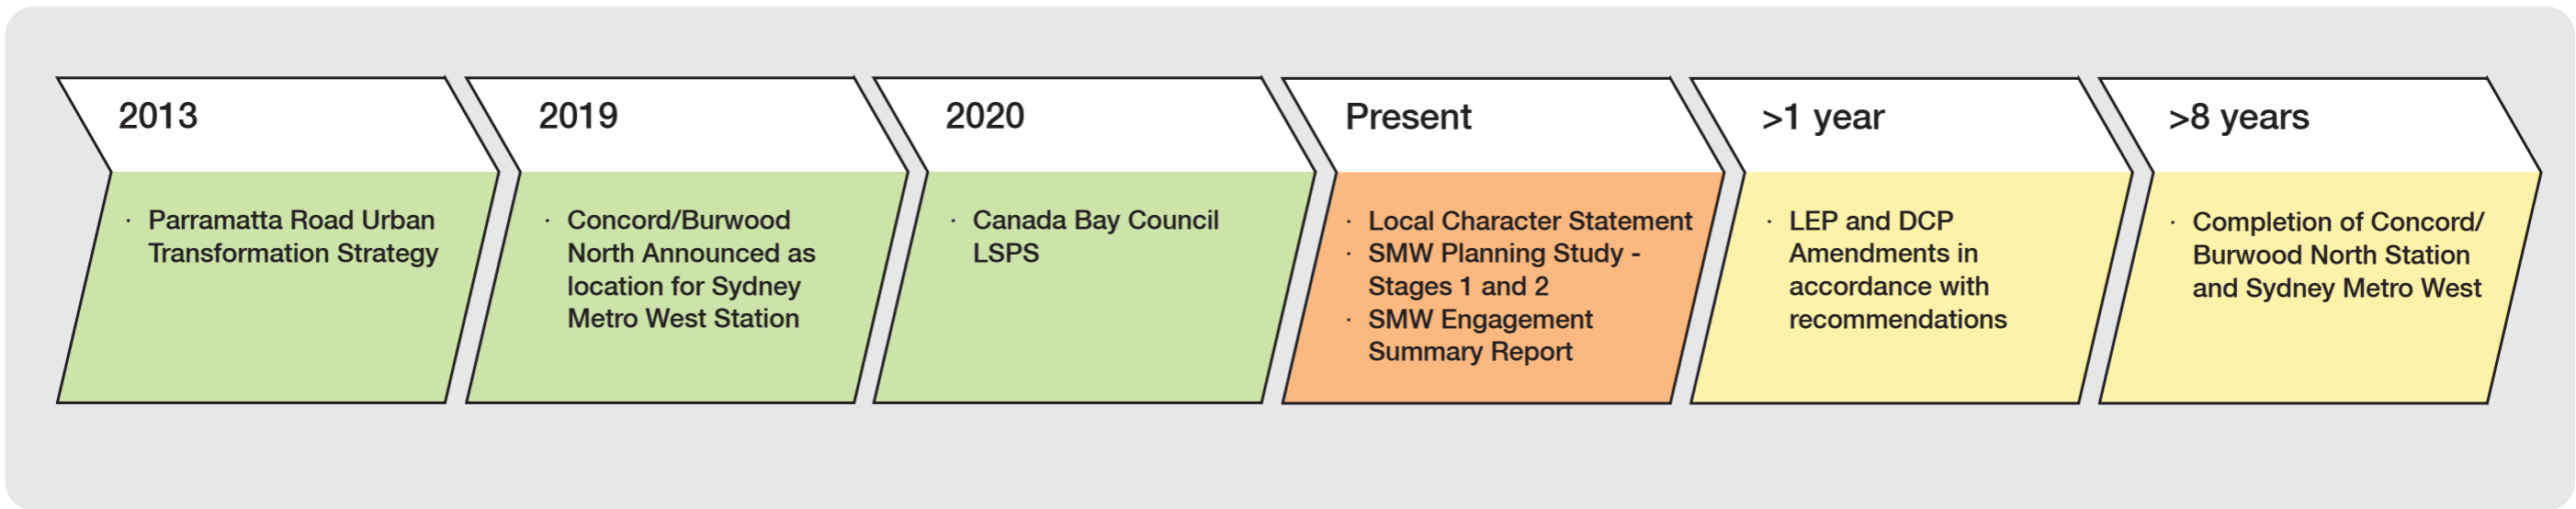 2013
· Parramatta Road Urban
Transformation Strategy
2019
· Concord/Burwood
North Announced as
location for Sydney
Metro West Station
2020
· Canada Bay Council
LSPS
Present
· Local Character Statement
· SMW Planning Study -
Stages 1 and 2
· SMW Engagement
Summary Report
>1 year
· LEP and DCP
Amendments in
accordance with
recommendations
>8 years
· Completion of Concord/
Burwood North Station
and Sydney Metro West